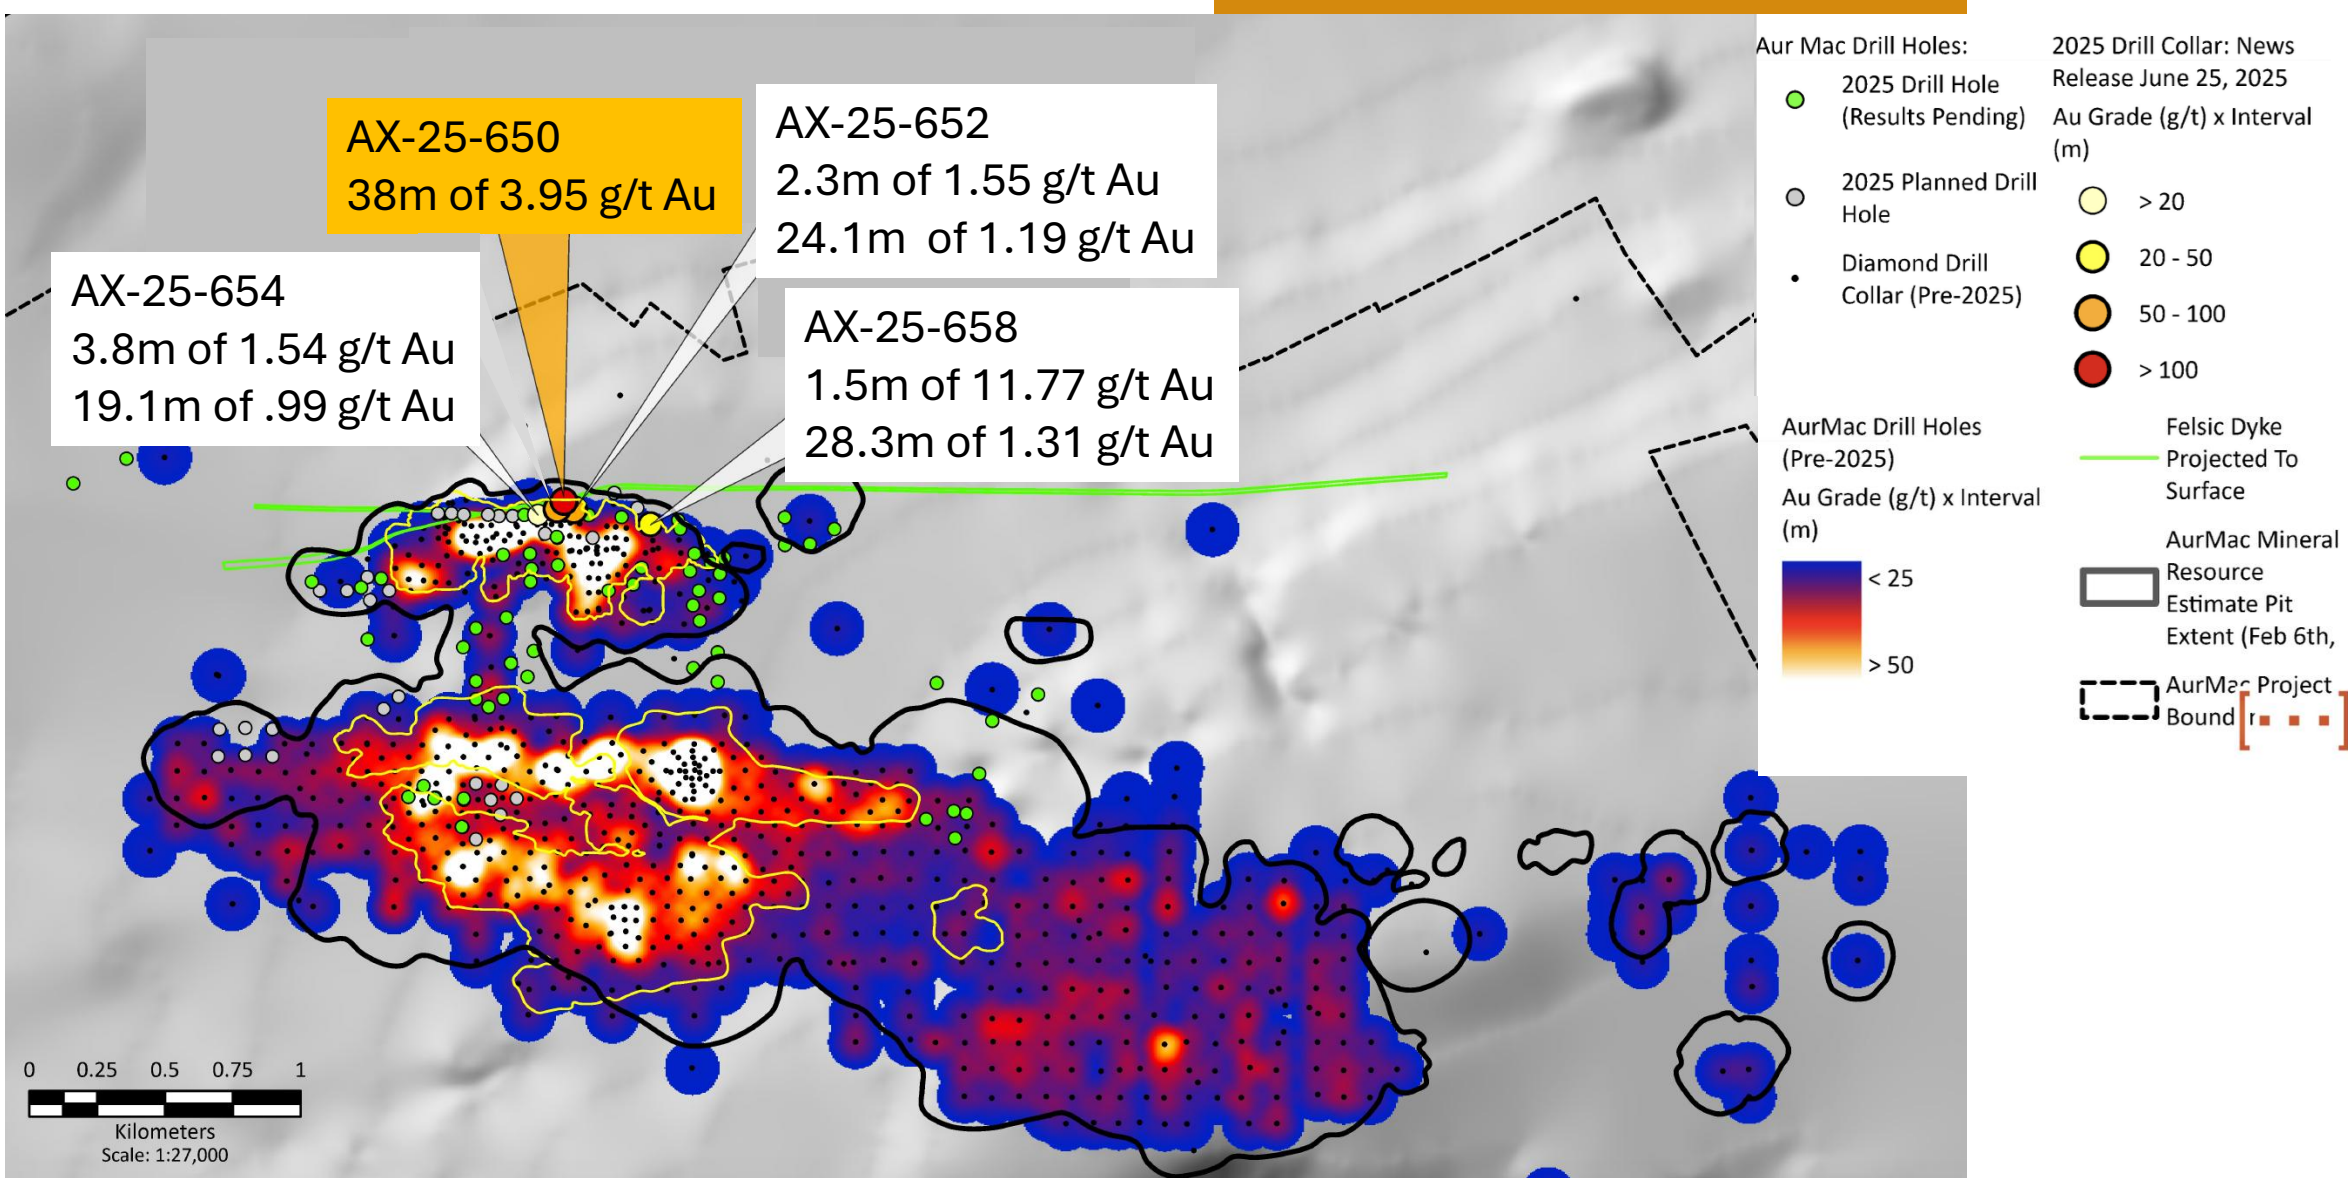 AX-25-650
38m of 3.95 g/t Au
AX-25-652
2.3m of 1.55 g/t Au
24.1m of 1.19 g/t Au
AX-25-654
3.8m of 1.54 g/t Au
19.1m of .99 g/t Au
AX-25-658
1.5m of 11.77 g/t Au
28.3m of 1.31 g/t Au
Aur Mac Drill Holes:
2025 Drill Hole
(Results Pending)
2025 Planned Drill
Hole
Diamond Drill
Collar (Pre-2025)
2025 Drill Collar: News
Release June 25, 2025
Au Grade (g/t) x Interval
(m)
> 20
20 - 50
50 - 100
> 100
AurMac Drill Holes
(Pre-2025)
Au Grade (g/t) x Interval
(m)
< 25
> 50
Felsic Dyke
Projected To
Surface
AurMac Mineral
Resource
Estimate Pit
Extent (Feb 6th,
AurMac Project
Bound
0 0.25 0.5 0.75 1
Kilometers
Scale: 1:27,000